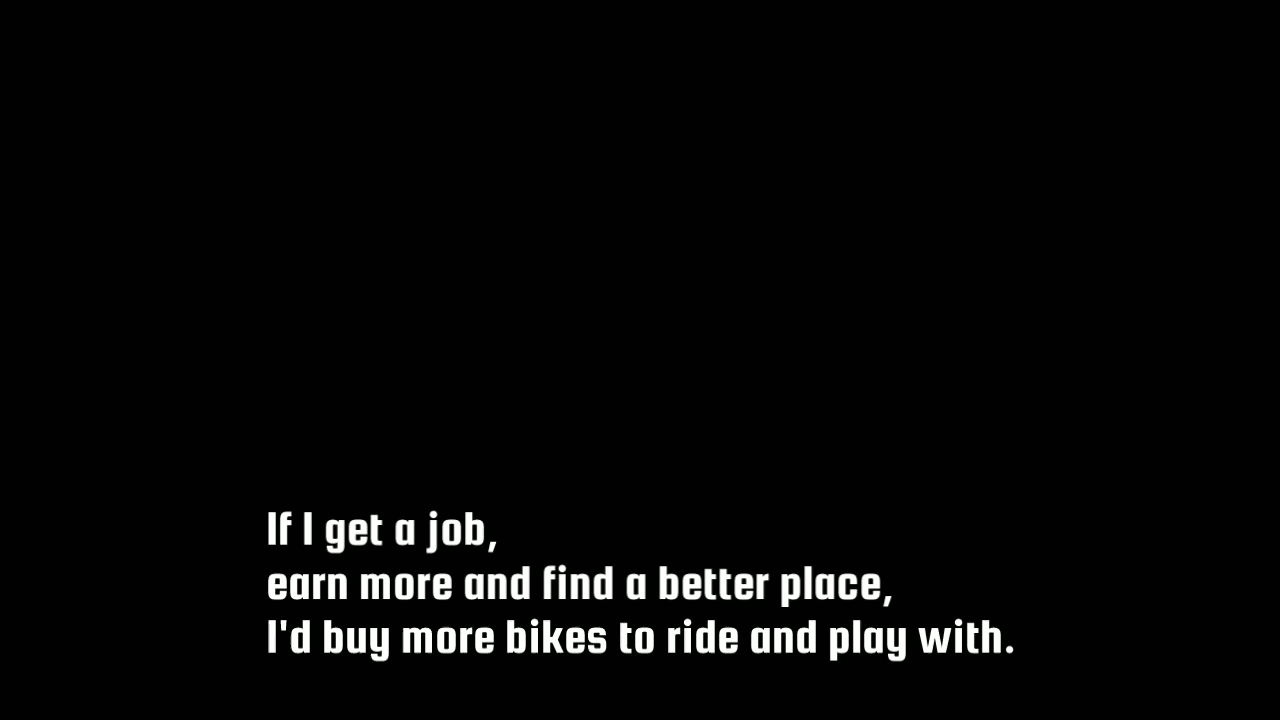 If I get a job,
earn more and find a better place,
I'd buy more bikes to ride and play with.